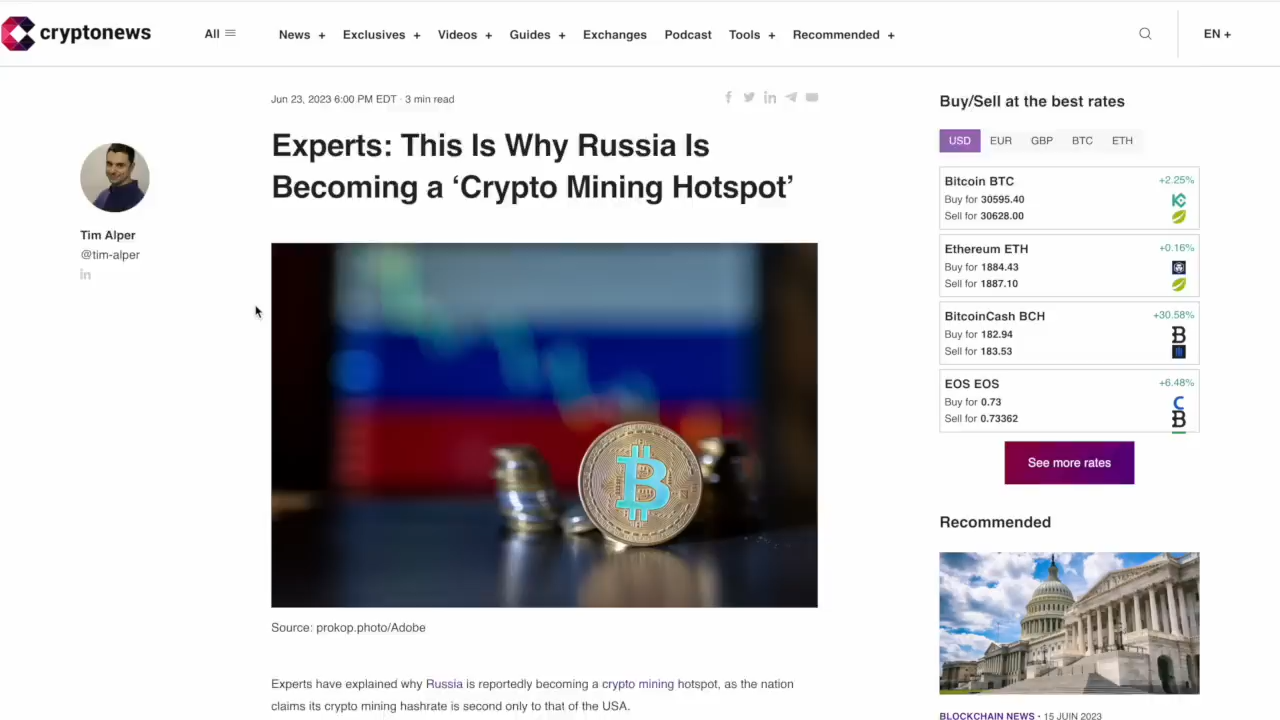 cryptonews
All
News +
Exclusives +
Videos +
Guides +
Exchanges
Podcast
Tools +
Recommended +
EN +
Jun 23, 2023 6:00 PM EDT · 3 min read
Experts: This Is Why Russia Is
Becoming a ‘Crypto Mining Hotspot’
Tim Alper
@tim-alper
in
Source: prokop.photo/Adobe
Experts have explained why Russia is reportedly becoming a crypto mining hotspot, as the nation
claims its crypto mining hashrate is second only to that of the USA.
Buy/Sell at the best rates
USD EUR GBP BTC ETH
Bitcoin BTC +2.25%
Buy for 30595.40
Sell for 30628.00
Ethereum ETH +0.16%
Buy for 1884.43
Sell for 1887.10
BitcoinCash BCH +30.58%
Buy for 182.94
Sell for 183.53
EOS EOS +6.48%
Buy for 0.73
Sell for 0.73362
See more rates
Recommended
BLOCKCHAIN NEWS · 15 JUIN 2023